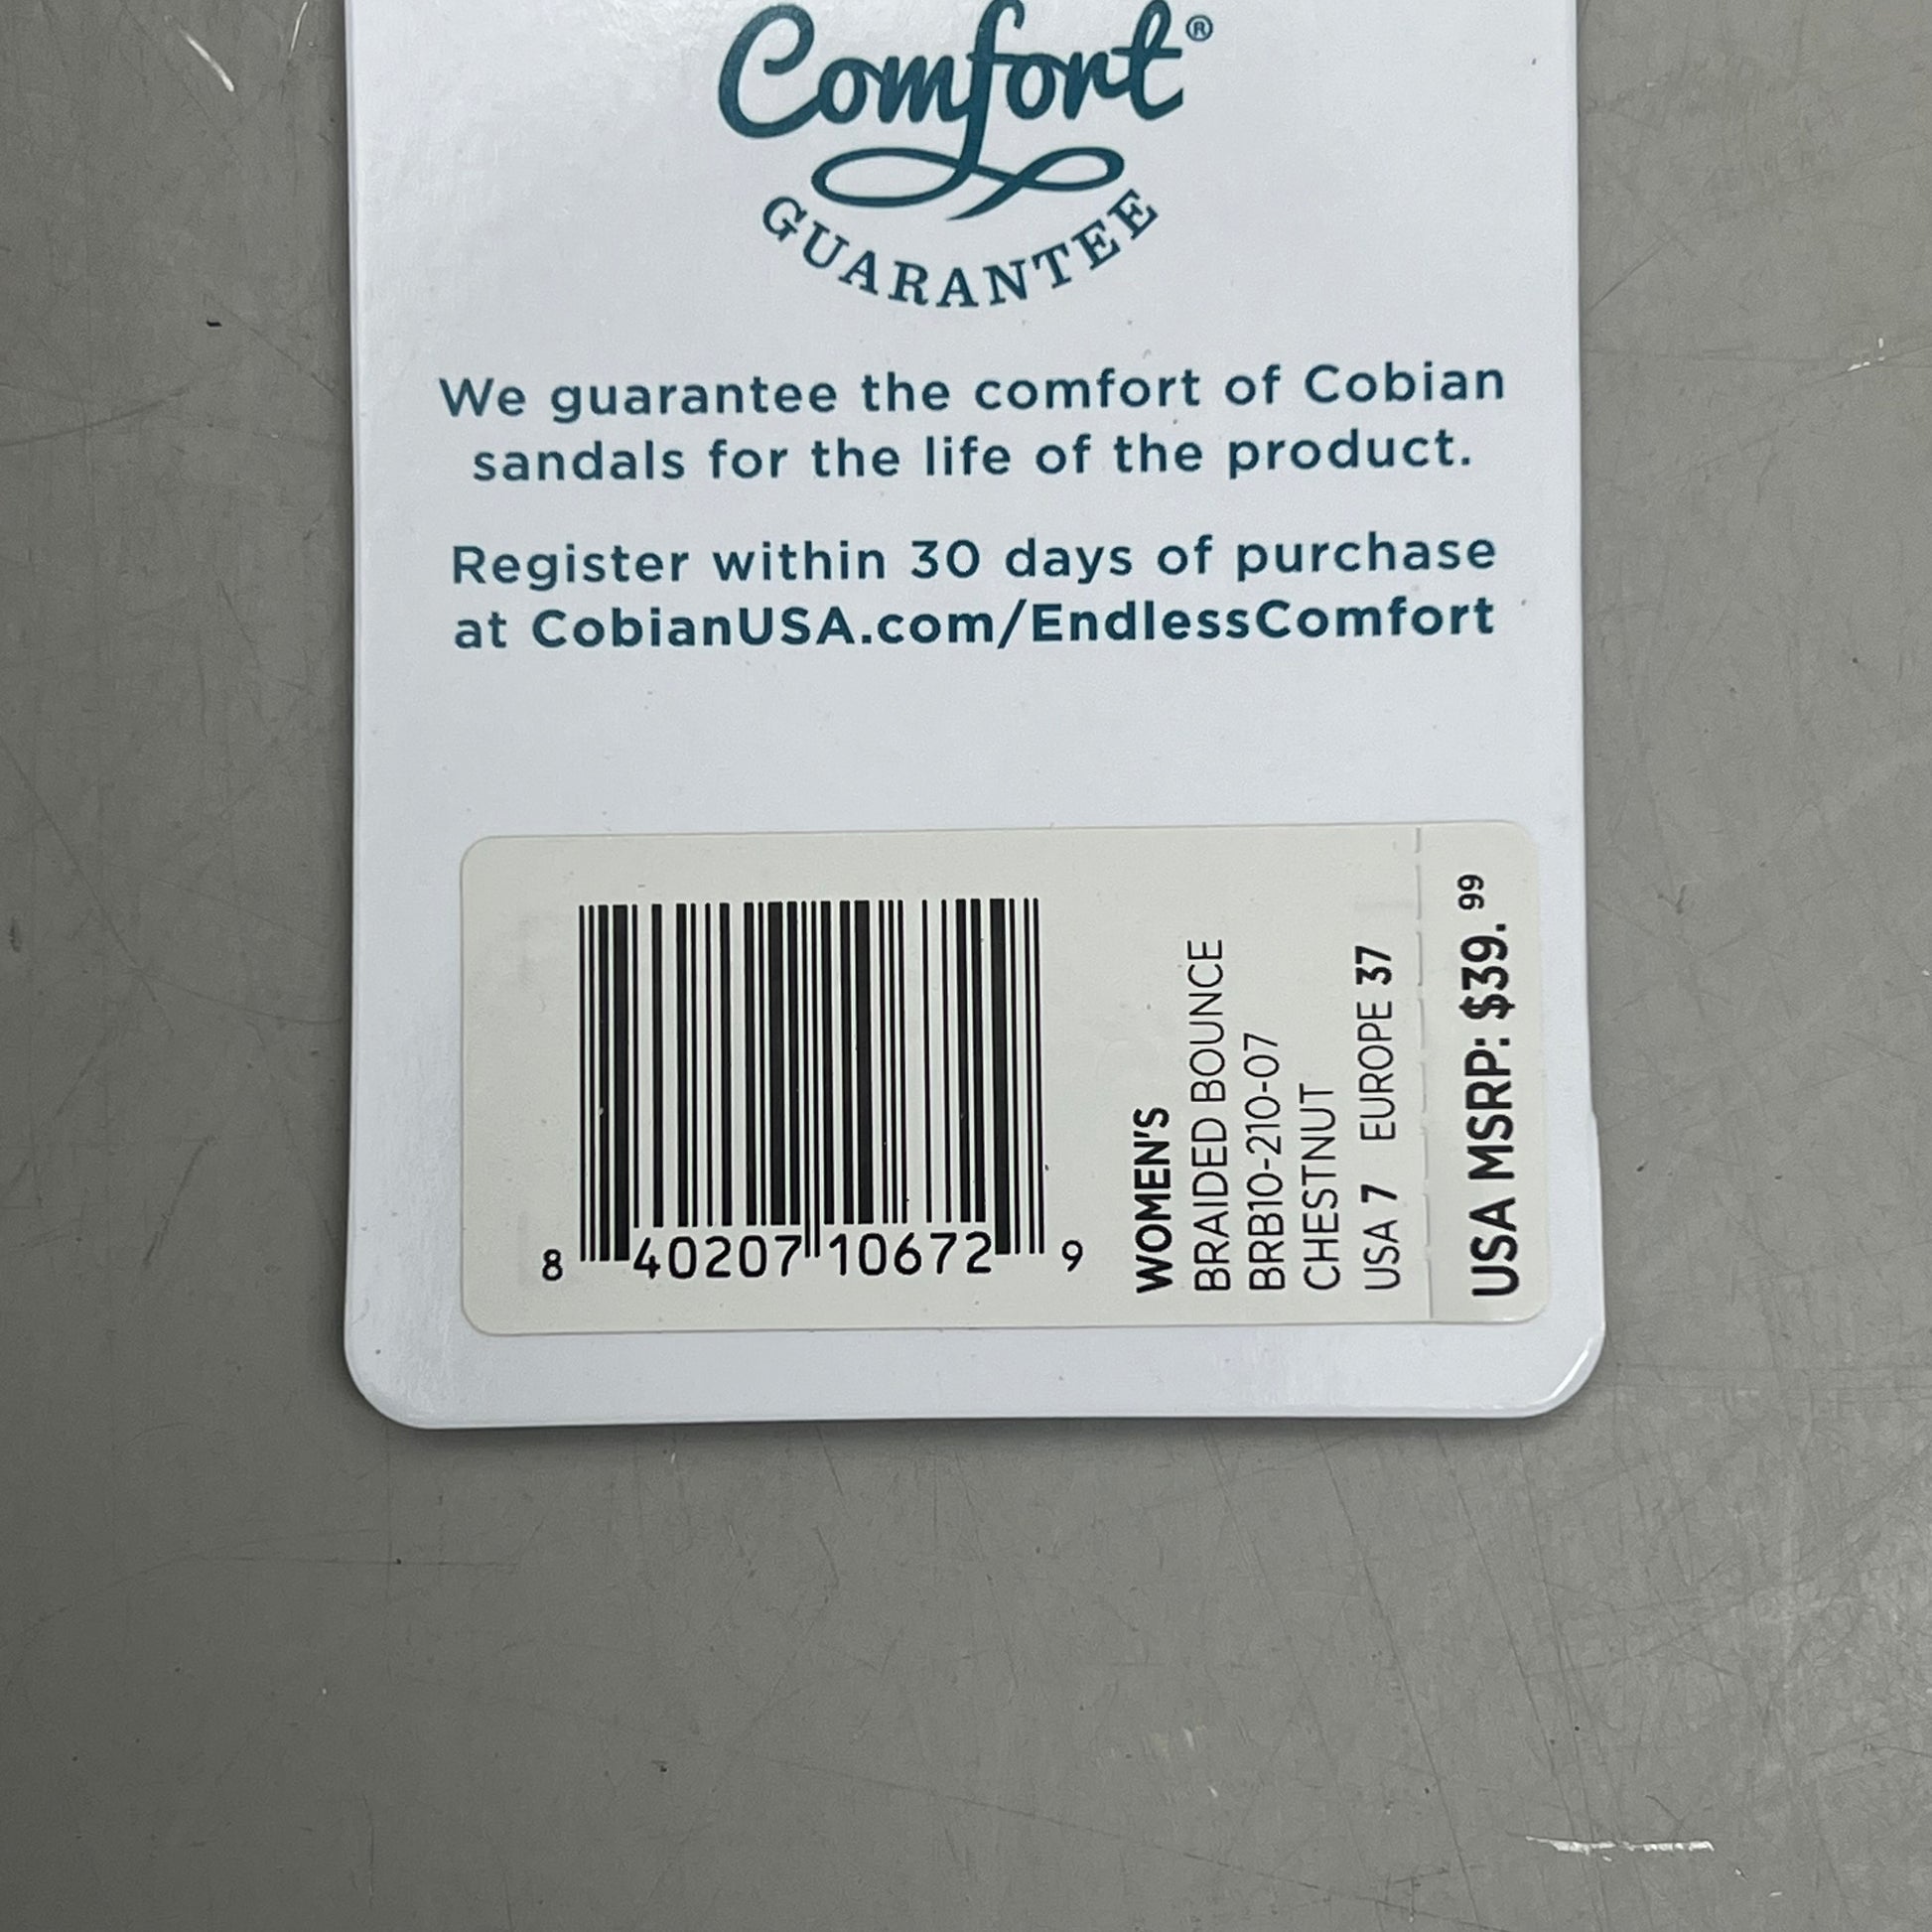 Comfort®
GUARANTEE
We guarantee the comfort of Cobian
sandals for the life of the product.
Register within 30 days of purchase
at CobianUSA.com/EndlessComfort
8 40207 10672 9
WOMEN'S
BRAIDED BOUNCE
BRB10-210-07
CHESTNUT
USA 7 EUROPE 37
USA MSRP: $39.99